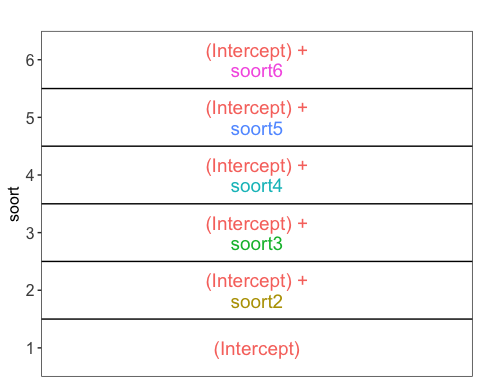 6
(Intercept) +
soort6
5
(Intercept) +
soort5
4
(Intercept) +
soort4
3
(Intercept) +
soort3
2
(Intercept) +
soort2
1
(Intercept)
soort